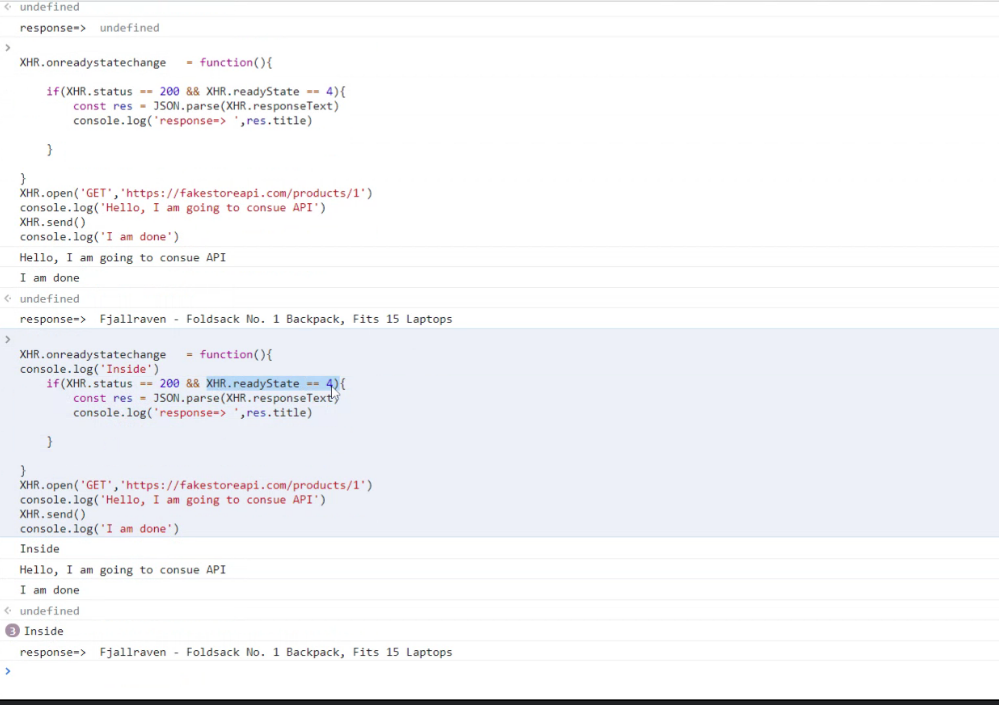 undefined
response=> undefined
XHR.onreadystatechange = function(){
if(XHR.status == 200 && XHR.readyState == 4){
const res = JSON.parse(XHR.responseText)
console.log('response=> ',res.title)
}
}
XHR.open('GET','https://fakestoreapi.com/products/1')
console.log('Hello, I am going to consue API')
XHR.send()
console.log('I am done')
Hello, I am going to consue API
I am done
undefined
response=> Fjallraven - Foldsack No. 1 Backpack, Fits 15 Laptops
XHR.onreadystatechange = function(){
console.log('Inside')
if(XHR.status == 200 && XHR.readyState == 4){
const res = JSON.parse(XHR.responseText)
console.log('response=> ',res.title)
}
}
XHR.open('GET','https://fakestoreapi.com/products/1')
console.log('Hello, I am going to consue API')
XHR.send()
console.log('I am done')
Inside
Hello, I am going to consue API
I am done
undefined
3 Inside
response=> Fjallraven - Foldsack No. 1 Backpack, Fits 15 Laptops